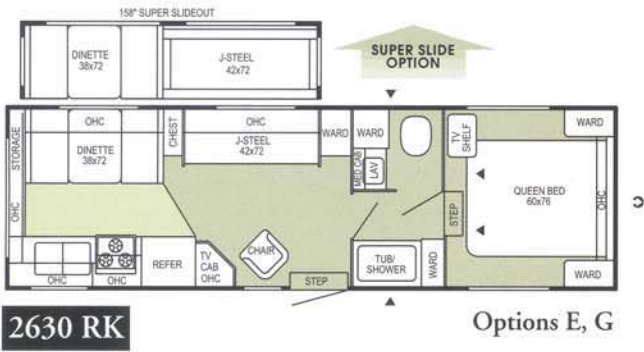 158" SUPER SLIDEOUT
DINETTE
38x72
J-STEEL
42x72
SUPER SLIDE
OPTION
STORAGE
OHC
OHC
DINETTE
38x72
CHEST
OHC
J-STEEL
42x72
WARD
WARD
MED CAB
LAV
TV
SHELF
WARD
QUEEN BED
60x76
OHC
STEP
WARD
OHC
OHC
REFER
TV
CAB
OHC
CHAIR
STEP
TUB/
SHOWER
WARD
2630 RK
Options E, G